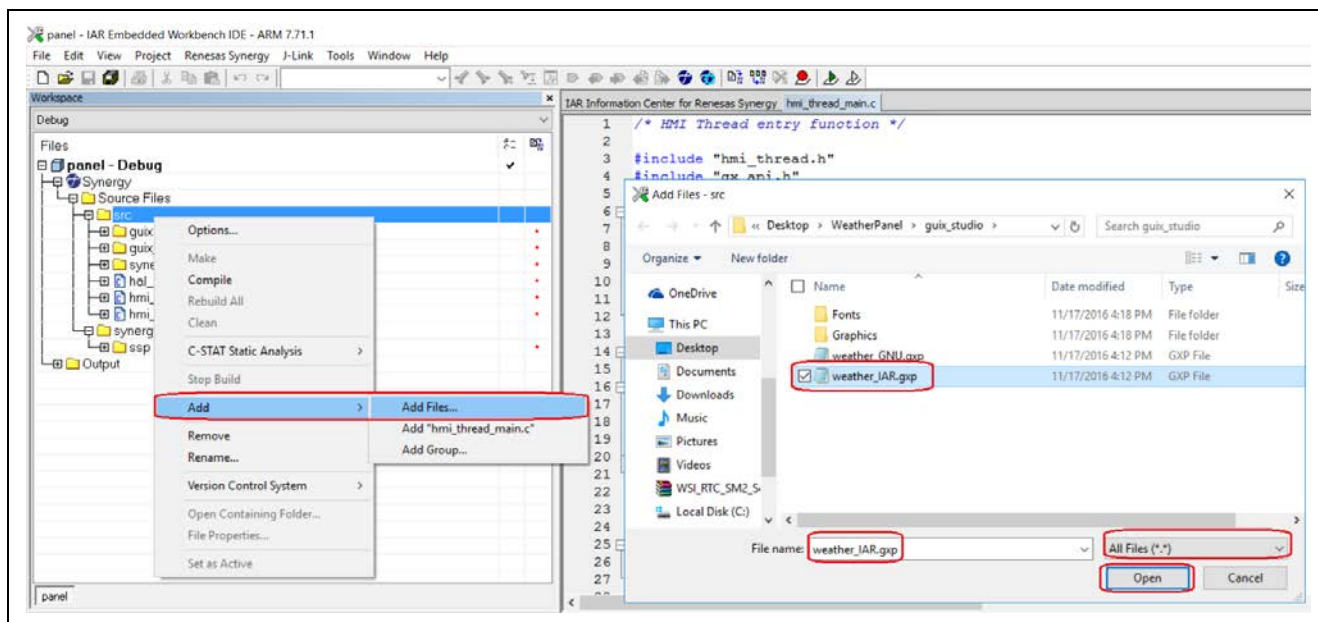 panel - IAR Embedded Workbench IDE - ARM 7.71.1
File Edit View Project Renesas Synergy J-Link Tools Window Help
Workspace
Debug
Files
panel - Debug
Synergy
Source Files
src
guix
guix
syne
hal_
hmi_
hmi_
synerg
ssp
Output
panel
Options...
Make
Compile
Rebuild All
Clean
C-STAT Static Analysis
Stop Build
Add
Remove
Rename...
Version Control System
Open Containing Folder...
File Properties...
Set as Active
Add Files...
Add "hmi_thread_main.c"
Add Group...
IAR Information Center for Renesas Synergy hmi_thread_main.c
1 /* HMI Thread entry function */
2
3 #include "hmi_thread.h"
4 #include "gx_api.h"
5
6
7
8
9
10
11
12
13
14
15
16
17
18
19
20
21
22
23
24
25
26
27
Add Files - src
« Desktop > WeatherPanel > guix_studio >
Search guix_studio
Organize New folder
OneDrive
This PC
Desktop
Documents
Downloads
Music
Pictures
Videos
WSI_RTC_SM2_S
Local Disk (C:)
Name Date modified Type Size
Fonts 11/17/2016 4:18 PM File folder
Graphics 11/17/2016 4:18 PM File folder
weather_GNU.gxp 11/17/2016 4:12 PM GXP File
weather_IAR.gxp 11/17/2016 4:12 PM GXP File
File name: weather_IAR.gxp All Files (*.*)
Open Cancel